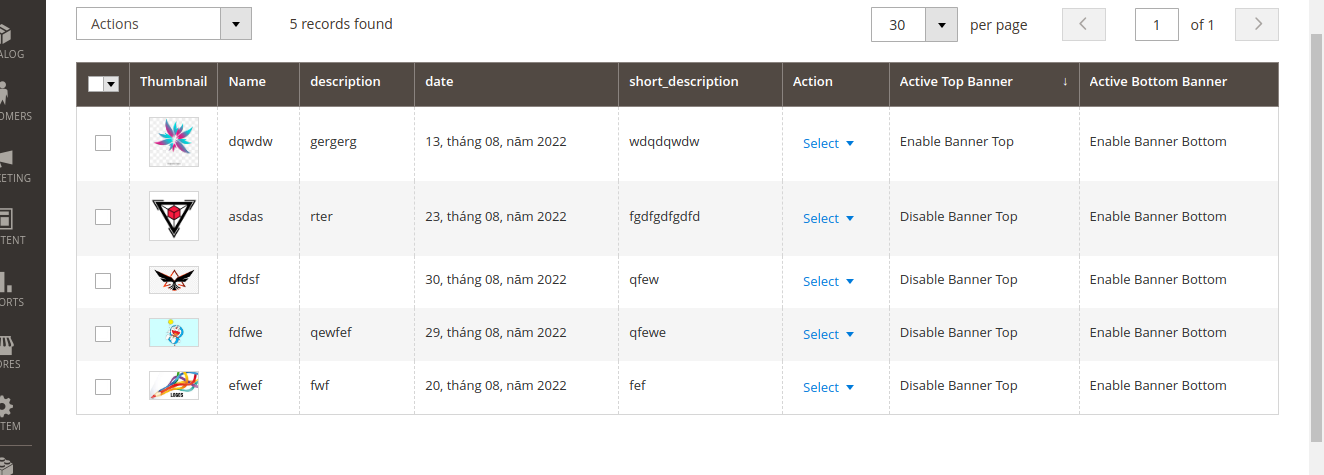 Actions 5 records found 30 per page 1 of 1
Thumbnail Name description date short_description Action Active Top Banner ↓ Active Bottom Banner
dqwdw gergerg 13, tháng 08, năm 2022 wdqdqwdw Select Enable Banner Top Enable Banner Bottom
asdas rter 23, tháng 08, năm 2022 fgdfgdfgdfd Select Disable Banner Top Enable Banner Bottom
dfdsf 30, tháng 08, năm 2022 qfew Select Disable Banner Top Enable Banner Bottom
fdfwe qewfef 29, tháng 08, năm 2022 qfewe Select Disable Banner Top Enable Banner Bottom
LOGOS efwef fwf 20, tháng 08, năm 2022 fef Select Disable Banner Top Enable Banner Bottom
ALOG
OMERS
ETING
TENT
ORTS
ORES
TEM